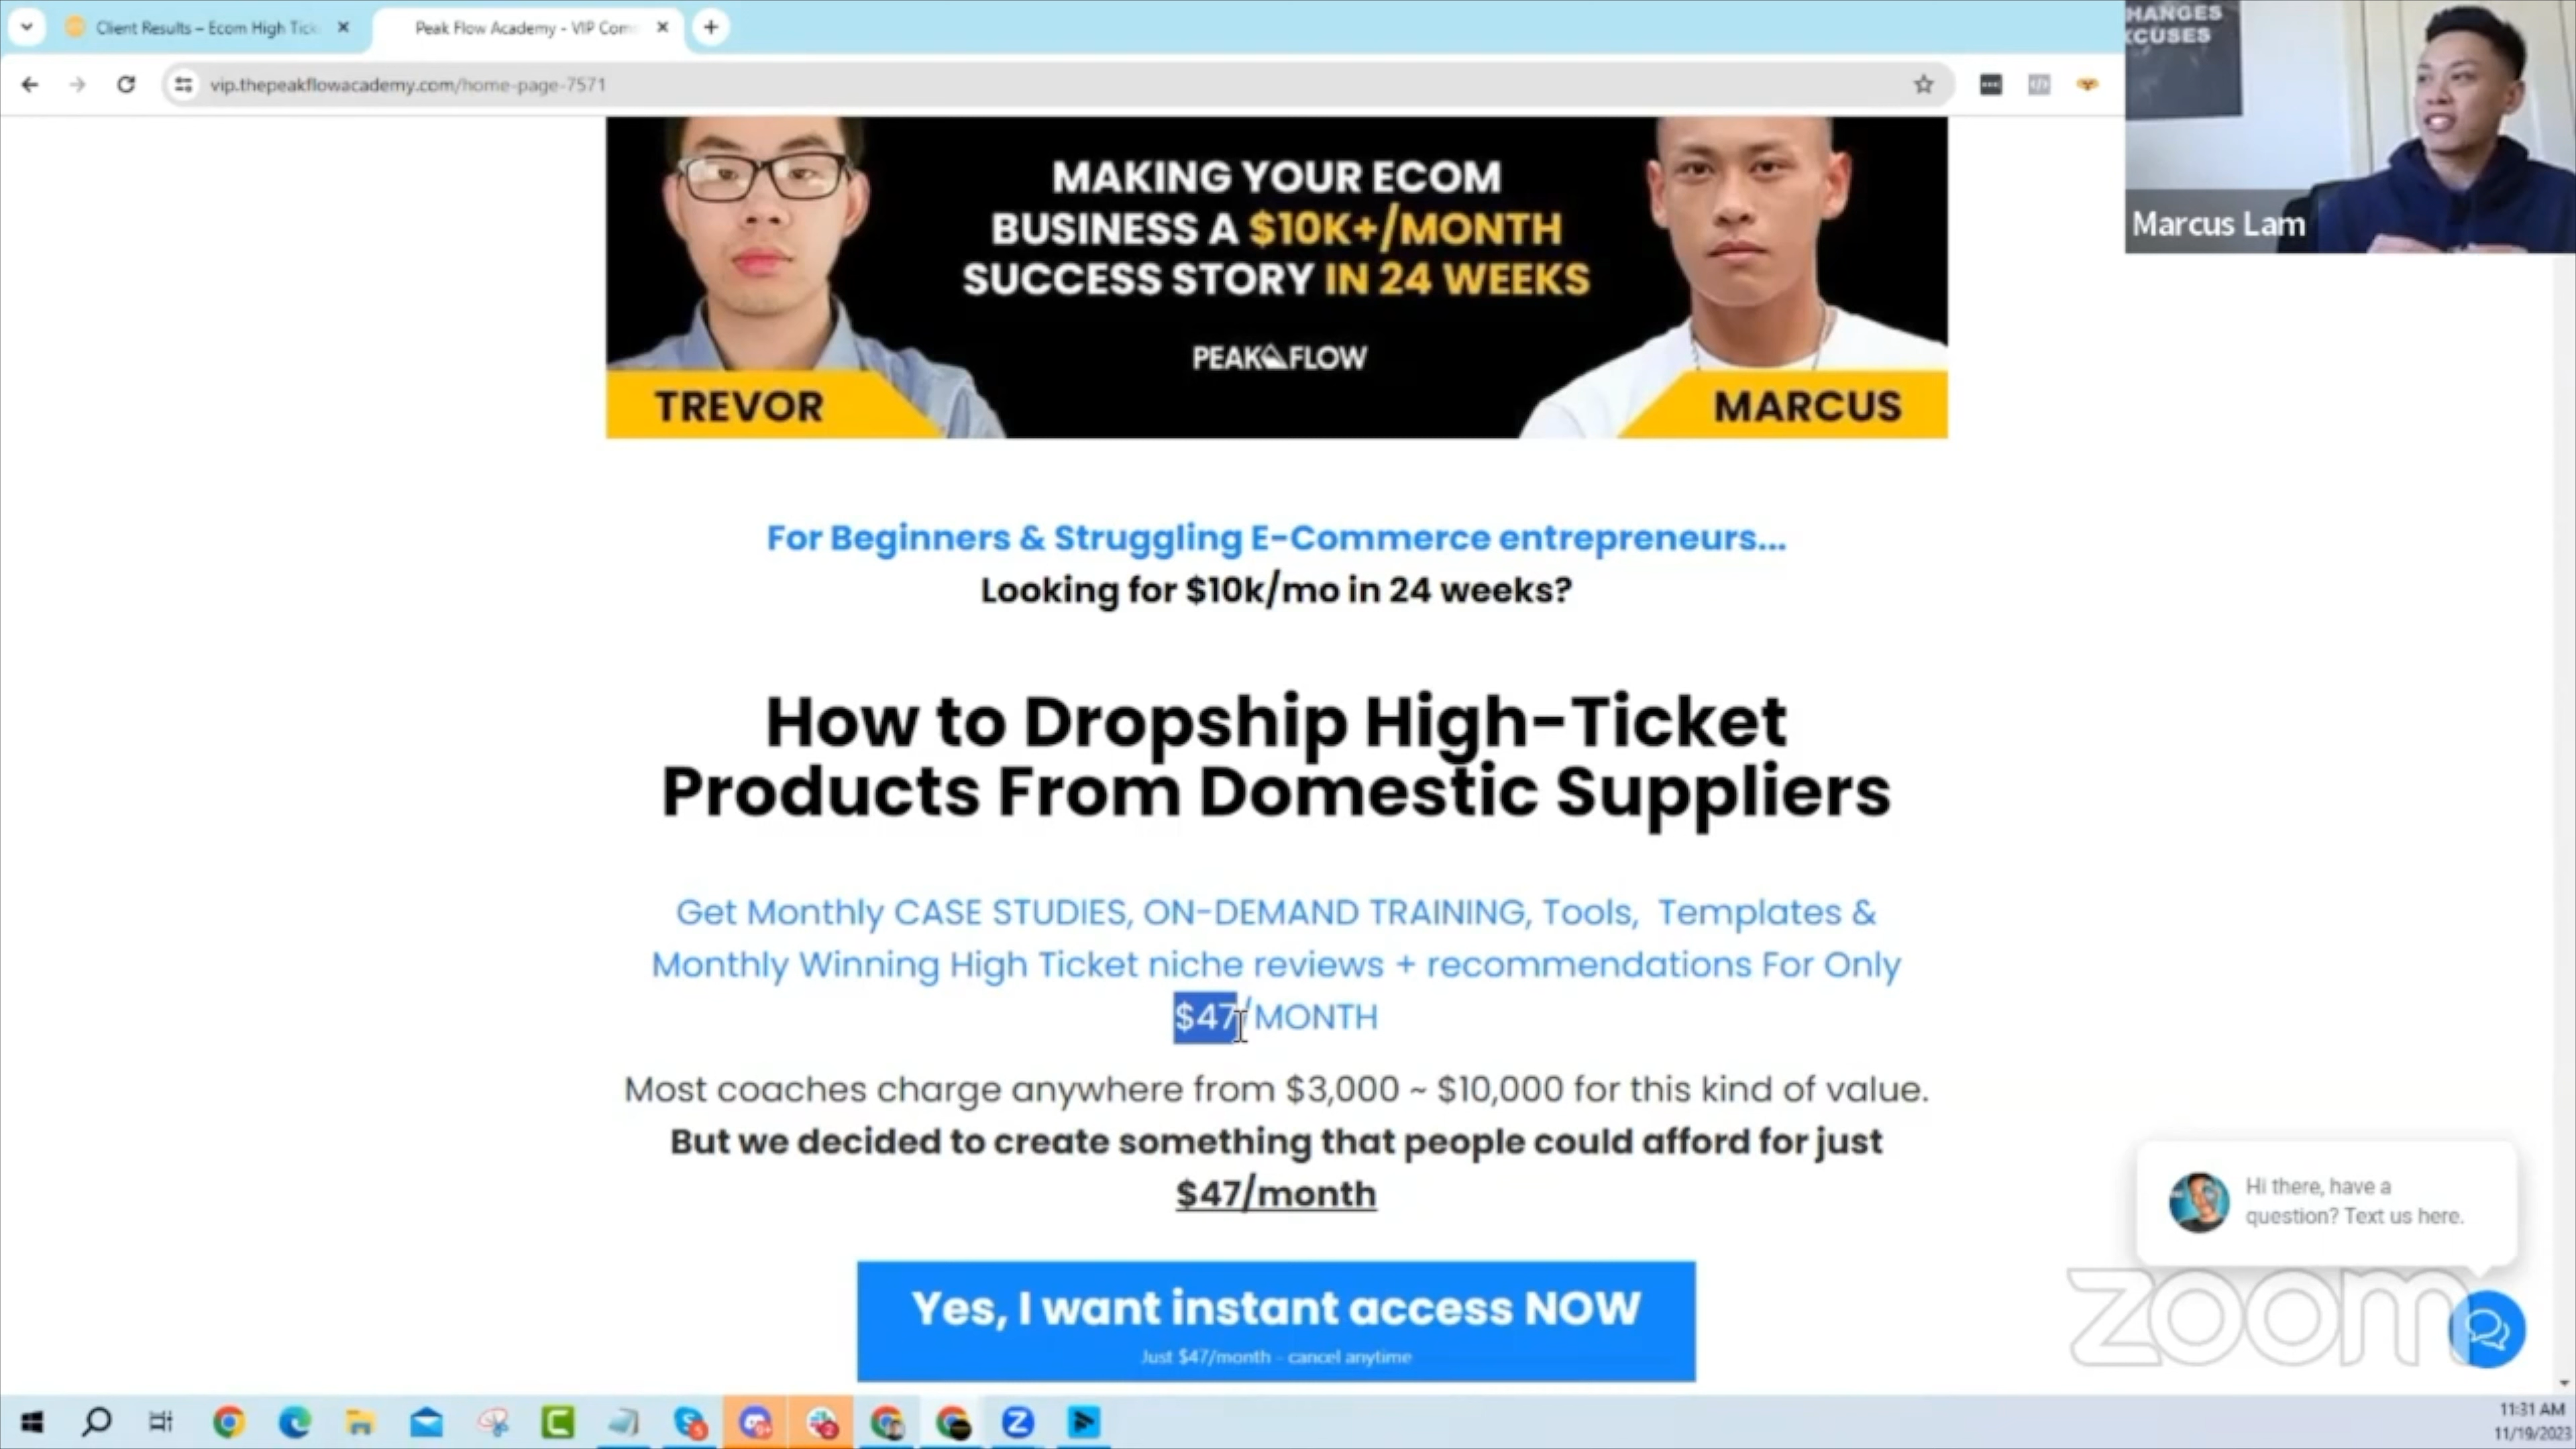 Client Results – Ecom High Tick
Peak Flow Academy - VIP Com
vip.thepeakflowacademy.com/home-page-7571
HANGES
XCUSES
Marcus Lam
MAKING YOUR ECOM
BUSINESS A $10K+/MONTH
SUCCESS STORY IN 24 WEEKS
PEAK FLOW
TREVOR
MARCUS
For Beginners & Struggling E-Commerce entrepreneurs...
Looking for $10k/mo in 24 weeks?
How to Dropship High-Ticket
Products From Domestic Suppliers
Get Monthly CASE STUDIES, ON-DEMAND TRAINING, Tools, Templates &
Monthly Winning High Ticket niche reviews + recommendations For Only
$47/MONTH
Most coaches charge anywhere from $3,000 ~ $10,000 for this kind of value.
But we decided to create something that people could afford for just
$47/month
Yes, I want instant access NOW
Just $47/month - cancel anytime
Hi there, have a
question? Text us here.
zoom
11:31 AM
11/19/2023